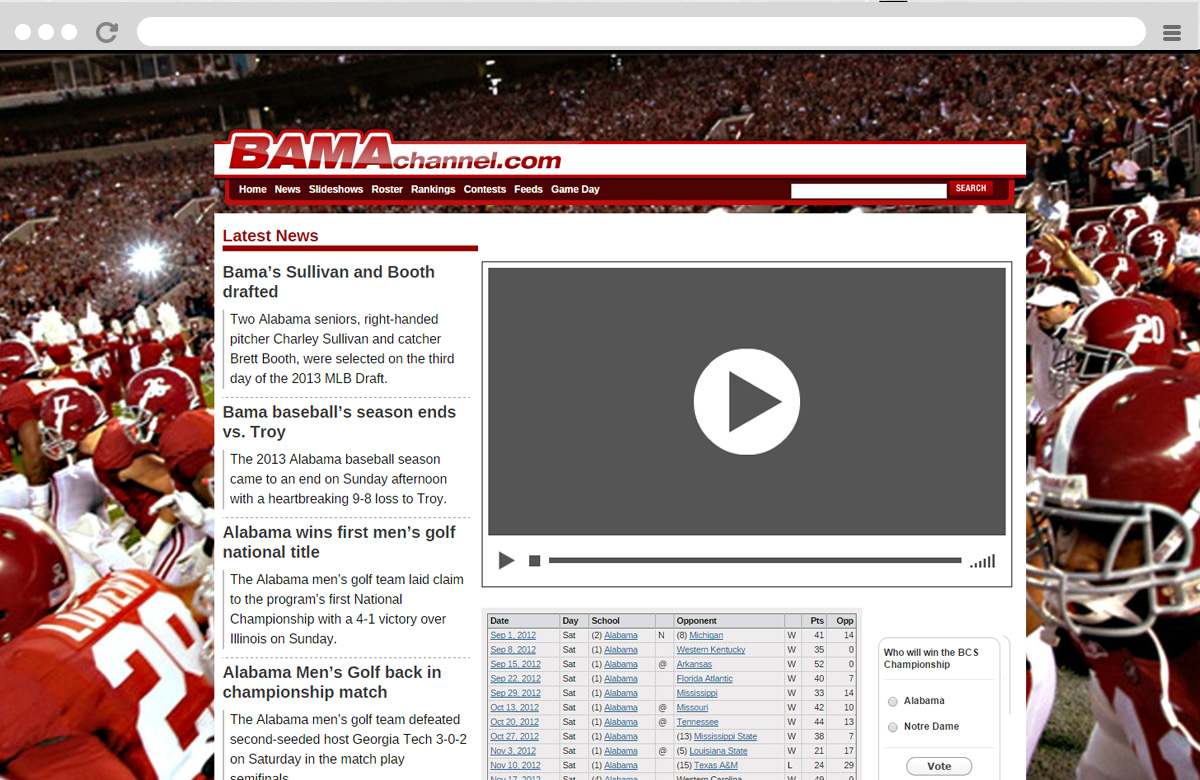 BAMAchannel.com
Home News Slideshows Roster Rankings Contests Feeds Game Day
SEARCH
Latest News
Bama’s Sullivan and Booth
drafted
Two Alabama seniors, right-handed
pitcher Charley Sullivan and catcher
Brett Booth, were selected on the third
day of the 2013 MLB Draft.
Bama baseball’s season ends
vs. Troy
The 2013 Alabama baseball season
came to an end on Sunday afternoon
with a heartbreaking 9-8 loss to Troy.
Alabama wins first men’s golf
national title
The Alabama men’s golf team laid claim
to the program’s first National
Championship with a 4-1 victory over
Illinois on Sunday.
Alabama Men’s Golf back in
championship match
The Alabama men’s golf team defeated
second-seeded host Georgia Tech 3-0-2
on Saturday in the match play
semifinals.
Date Day School Opponent Pts Opp
Sep 1, 2012 Sat (2) Alabama N (8) Michigan W 41 14
Sep 8, 2012 Sat (1) Alabama Western Kentucky W 35 0
Sep 15, 2012 Sat (1) Alabama @ Arkansas W 52 0
Sep 22, 2012 Sat (1) Alabama Florida Atlantic W 40 7
Sep 29, 2012 Sat (1) Alabama Mississippi W 33 14
Oct 13, 2012 Sat (1) Alabama @ Missouri W 42 10
Oct 20, 2012 Sat (1) Alabama @ Tennessee W 44 13
Oct 27, 2012 Sat (1) Alabama (13) Mississippi State W 38 7
Nov 3, 2012 Sat (1) Alabama @ (5) Louisiana State W 21 17
Nov 10, 2012 Sat (1) Alabama (15) Texas A&M L 24 29
Nov 17, 2012 Sat (4) Alabama Western Carolina W 49 0
Who will win the BCS
Championship
Alabama
Notre Dame
Vote
7
26
20
28